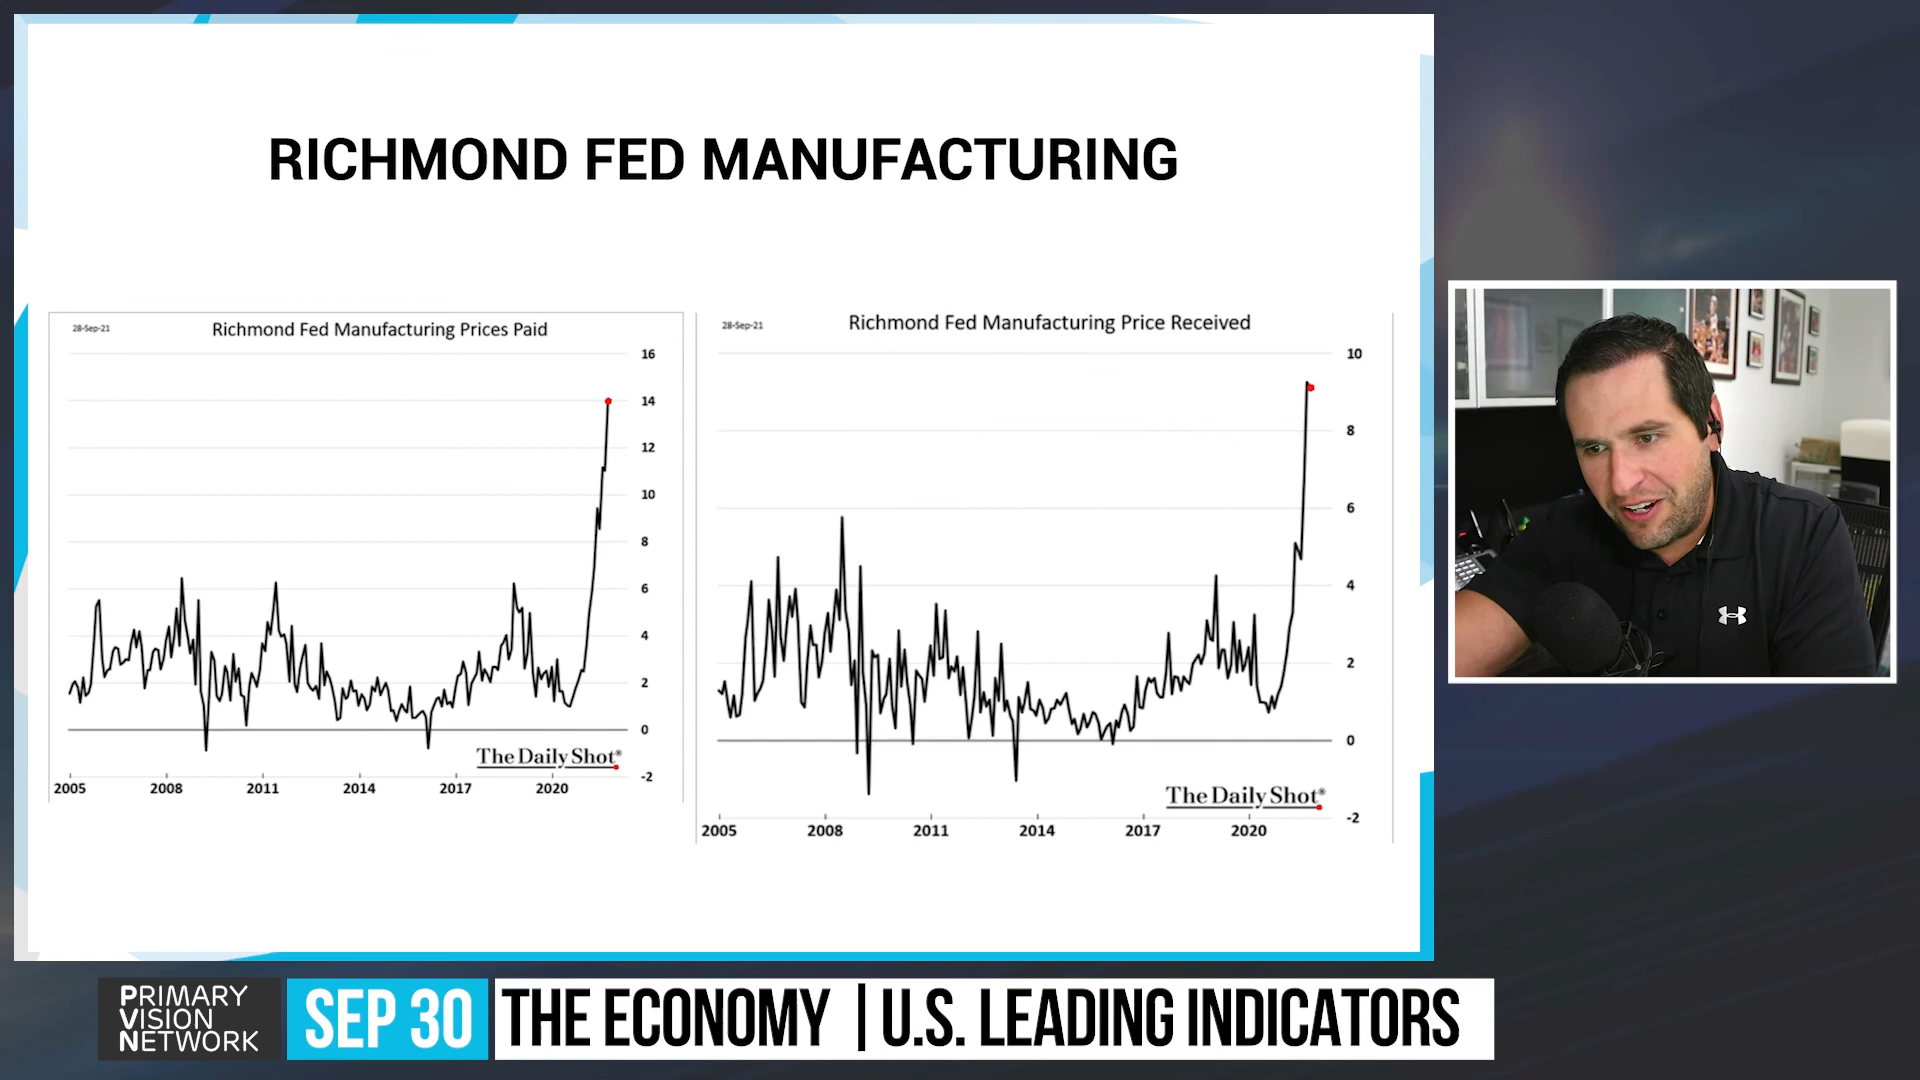 RICHMOND FED MANUFACTURING
28-Sep-21
Richmond Fed Manufacturing Prices Paid
16
14
12
10
8
6
4
2
0
-2
The Daily Shot®
2005 2008 2011 2014 2017 2020
28-Sep-21
Richmond Fed Manufacturing Price Received
10
8
6
4
2
0
-2
The Daily Shot®
2005 2008 2011 2014 2017 2020
PRIMARY
VISION
NETWORK
SEP 30
THE ECONOMY | U.S. LEADING INDICATORS